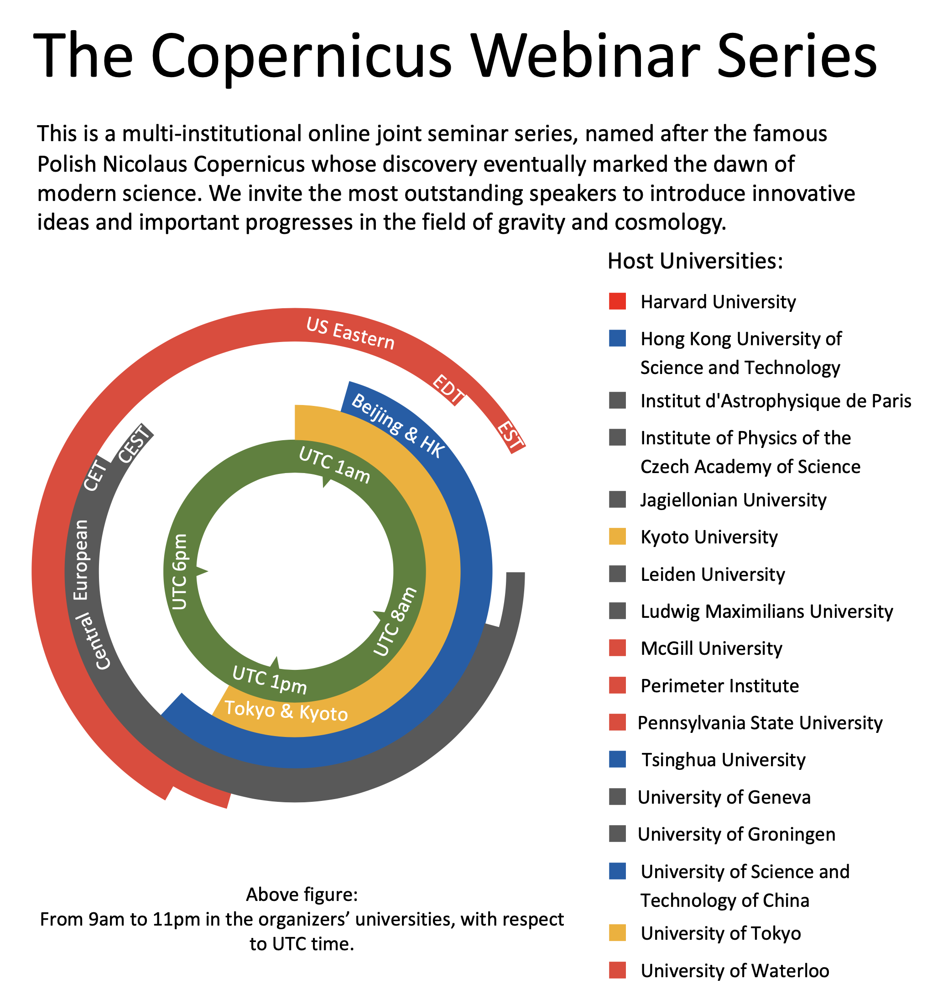 The Copernicus Webinar Series
This is a multi-institutional online joint seminar series, named after the famous
Polish Nicolaus Copernicus whose discovery eventually marked the dawn of
modern science. We invite the most outstanding speakers to introduce innovative
ideas and important progresses in the field of gravity and cosmology.
US Eastern
EDT
EST
Beijing & HK
CEST
CET
Central European
UTC 1am
UTC 6pm
UTC 8am
UTC 1pm
Tokyo & Kyoto
Above figure:
From 9am to 11pm in the organizers’ universities, with respect
to UTC time.
Host Universities:
Harvard University
Hong Kong University of
Science and Technology
Institut d'Astrophysique de Paris
Institute of Physics of the
Czech Academy of Science
Jagiellonian University
Kyoto University
Leiden University
Ludwig Maximilians University
McGill University
Perimeter Institute
Pennsylvania State University
Tsinghua University
University of Geneva
University of Groningen
University of Science and
Technology of China
University of Tokyo
University of Waterloo